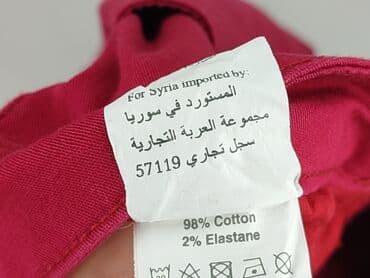 For Syria imported by:
المستورد في سوريا
مجموعة العربة التجارية
سجل تجاري 57119
98% Cotton
2% Elastane